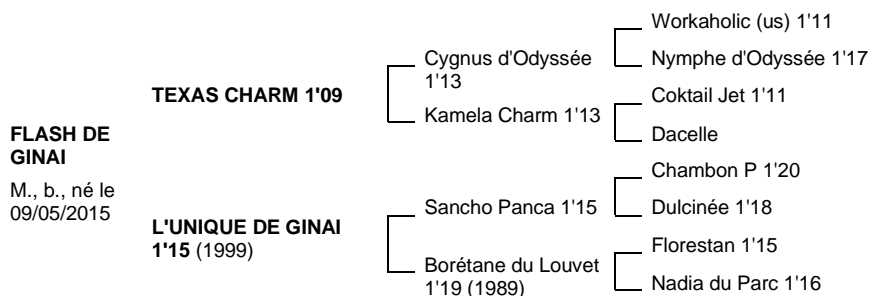 FLASH DE
GINAI
M., b., né le
09/05/2015
TEXAS CHARM 1'09
L'UNIQUE DE GINAI
1'15 (1999)
Cygnus d'Odyssée
1'13
Kamela Charm 1'13
Sancho Panca 1'15
Borétane du Louvet
1'19 (1989)
Workaholic (us) 1'11
Nymphe d'Odyssée 1'17
Coktail Jet 1'11
Dacelle
Chambon P 1'20
Dulcinée 1'18
Florestan 1'15
Nadia du Parc 1'16